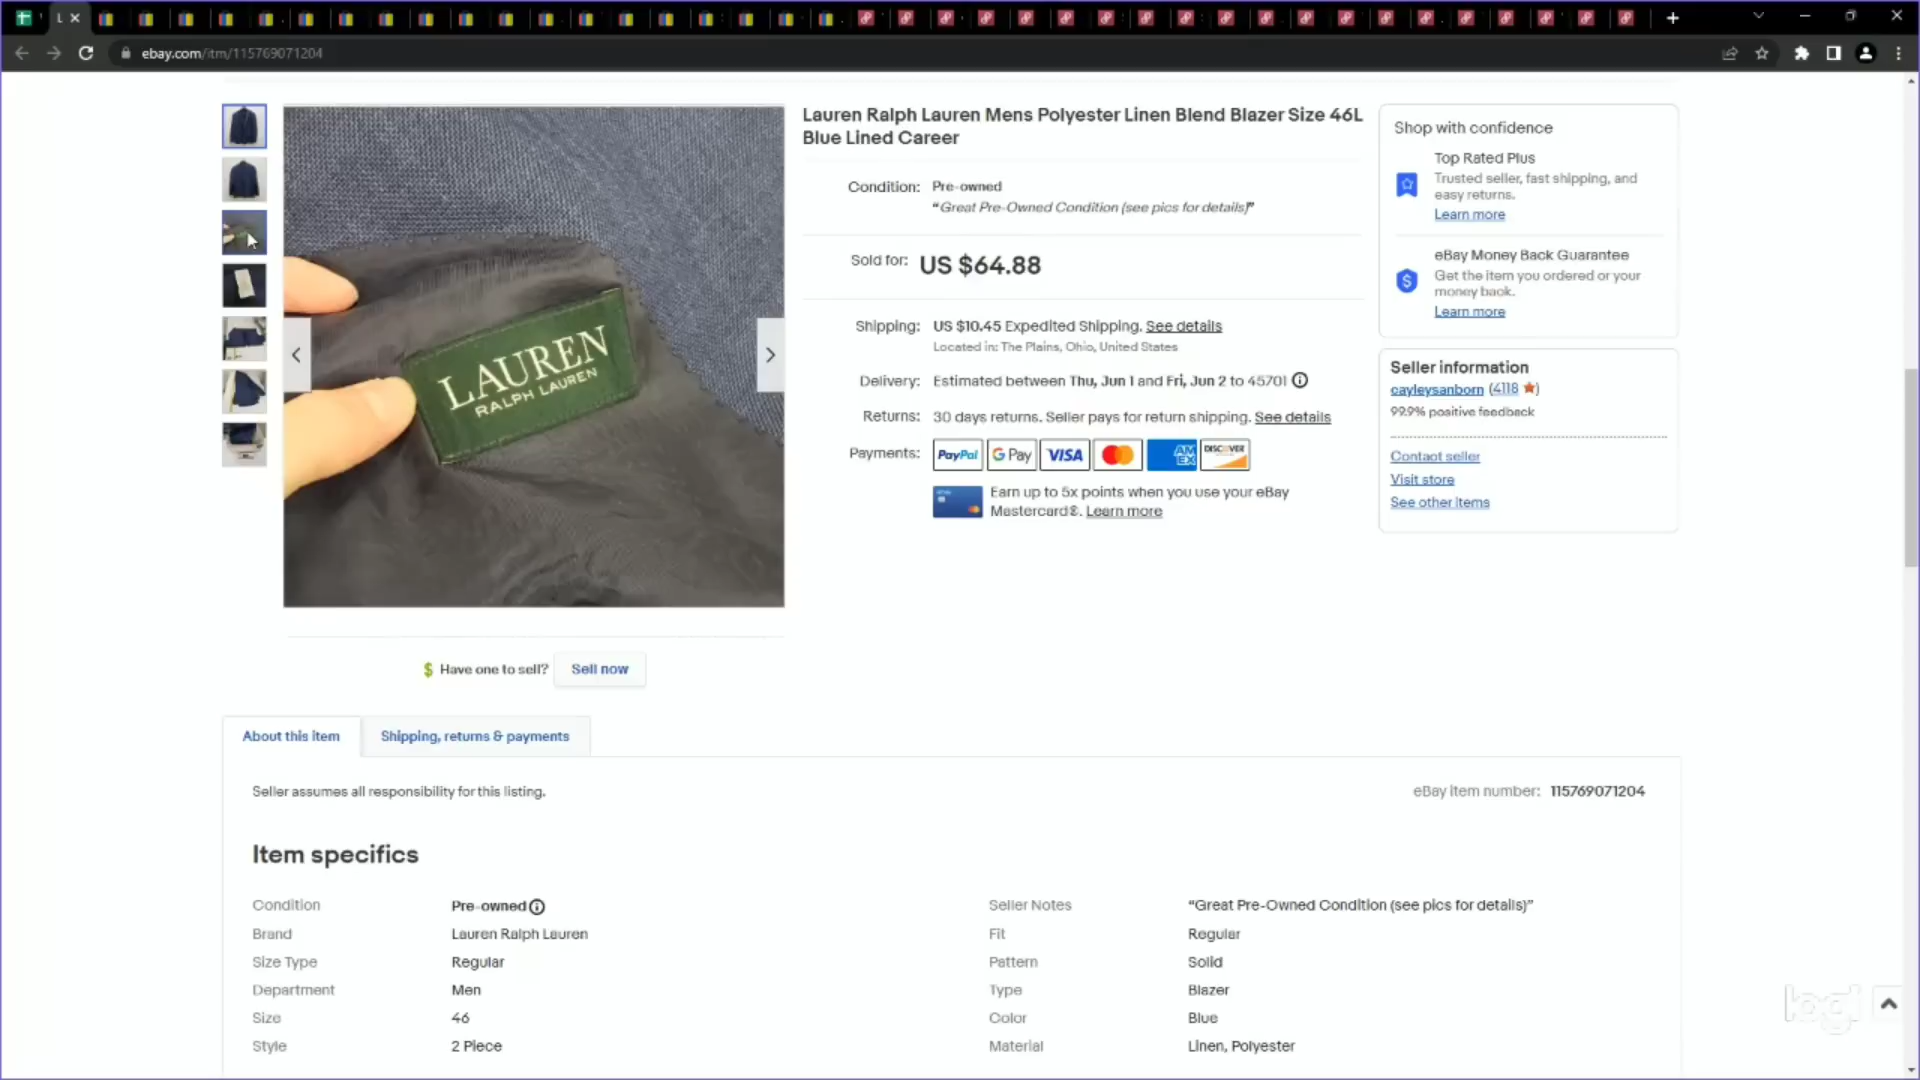 L
ebay.com/itm/115769071204
LAUREN
RALPH LAUREN
Lauren Ralph Lauren Mens Polyester Linen Blend Blazer Size 46L
Blue Lined Career
Condition: Pre-owned
“Great Pre-Owned Condition (see pics for details)”
Sold for: US $64.88
Shipping: US $10.45 Expedited Shipping. See details
Located in: The Plains, Ohio, United States
Delivery: Estimated between Thu, Jun 1 and Fri, Jun 2 to 45701
Returns: 30 days returns. Seller pays for return shipping. See details
Payments: PayPal G Pay VISA AM EX DISCOVER
Earn up to 5x points when you use your eBay
Mastercard®. Learn more
Shop with confidence
Top Rated Plus
Trusted seller, fast shipping, and
easy returns.
Learn more
eBay Money Back Guarantee
Get the item you ordered or your
money back.
Learn more
Seller information
cayleysanborn (4118)
99.9% positive feedback
Contact seller
Visit store
See other items
$ Have one to sell? Sell now
About this item Shipping, returns & payments
Seller assumes all responsibility for this listing. eBay item number: 115769071204
Item specifics
Condition Pre-owned Seller Notes “Great Pre-Owned Condition (see pics for details)”
Brand Lauren Ralph Lauren Fit Regular
Size Type Regular Pattern Solid
Department Men Type Blazer
Size 46 Color Blue
Style 2 Piece Material Linen, Polyester
logi